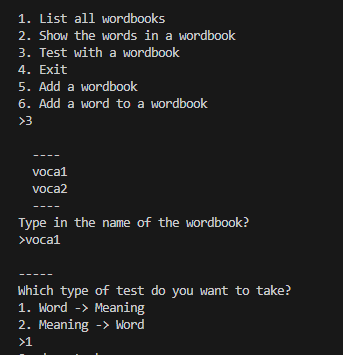 1. List all wordbooks
2. Show the words in a wordbook
3. Test with a wordbook
4. Exit
5. Add a wordbook
6. Add a word to a wordbook
>3
----
voca1
voca2
----
Type in the name of the wordbook?
>voca1
-----
Which type of test do you want to take?
1. Word -> Meaning
2. Meaning -> Word
>1